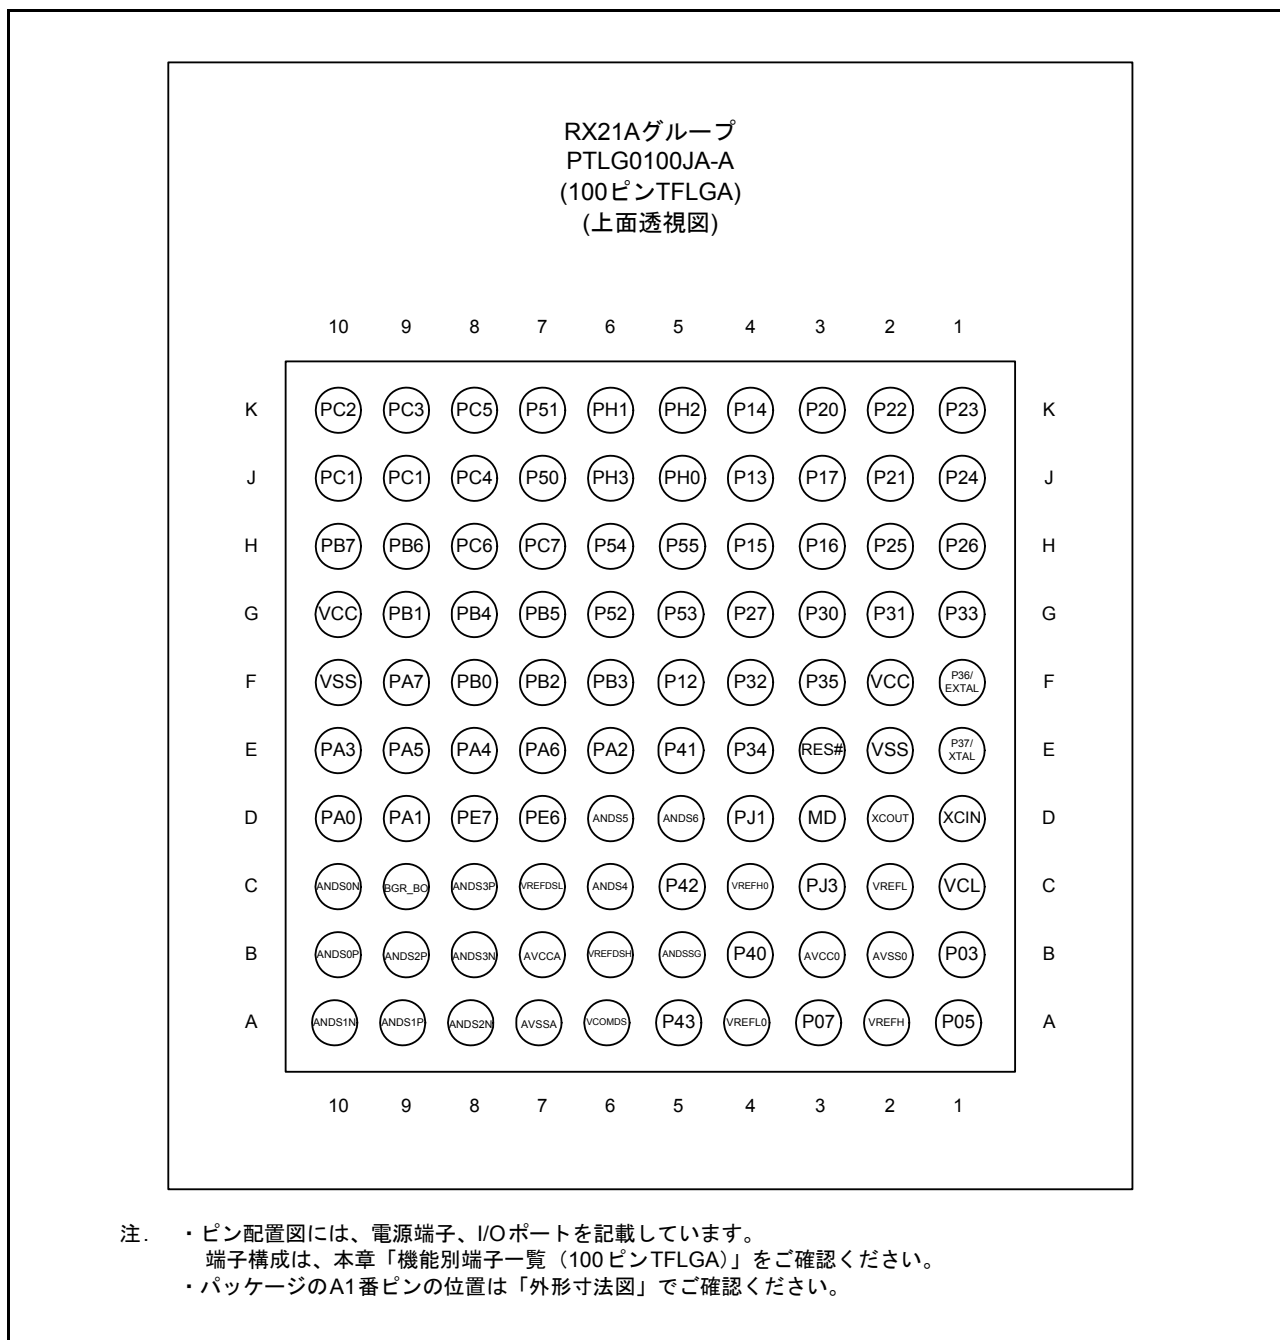 RX21Aグループ
PTLG0100JA-A
(100ピンTFLGA)
(上面透視図)
10 9 8 7 6 5 4 3 2 1
K PC2 PC3 PC5 P51 PH1 PH2 P14 P20 P22 P23 K
J PC1 PC1 PC4 P50 PH3 PH0 P13 P17 P21 P24 J
H PB7 PB6 PC6 PC7 P54 P55 P15 P16 P25 P26 H
G VCC PB1 PB4 PB5 P52 P53 P27 P30 P31 P33 G
F VSS PA7 PB0 PB2 PB3 P12 P32 P35 VCC P36/EXTAL F
E PA3 PA5 PA4 PA6 PA2 P41 P34 RES# VSS P37/XTAL E
D PA0 PA1 PE7 PE6 ANDS5 ANDS6 PJ1 MD XCOUT XCIN D
C ANDS0N BGR_BO ANDS3P VREFDSL ANDS4 P42 VREFH0 PJ3 VREFL VCL C
B ANDS0P ANDS2P ANDS3N AVCCA VREFDSH ANDSSG P40 AVCC0 AVSS0 P03 B
A ANDS1N ANDS1P ANDS2N AVSSA VCOMDS P43 VREFL0 P07 VREFH P05 A
10 9 8 7 6 5 4 3 2 1
注. ・ピン配置図には、電源端子、I/Oポートを記載しています。
端子構成は、本章「機能別端子一覧（100ピンTFLGA）」をご確認ください。
・パッケージのA1番ピンの位置は「外形寸法図」でご確認ください。